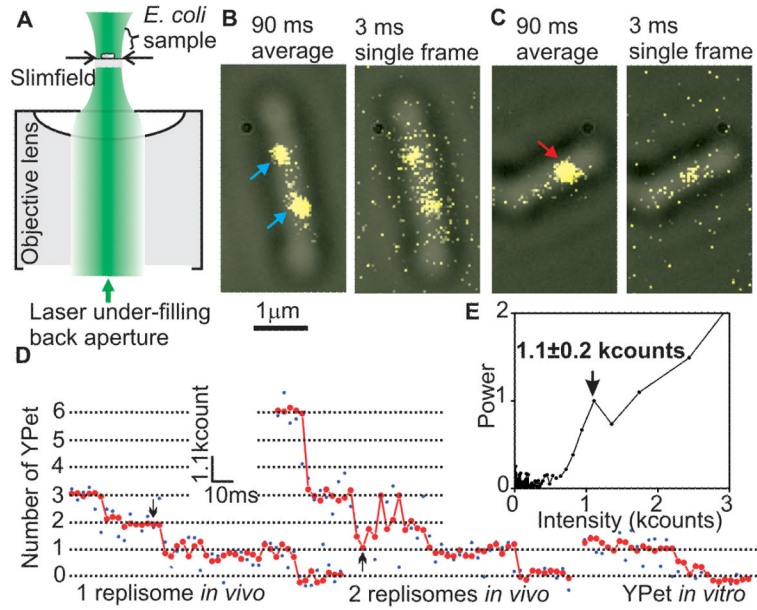 A
E. coli
sample
Slimfield
Objective lens
Laser under-filling
back aperture
B
90 ms
average
3 ms
single frame
C
90 ms
average
3 ms
single frame
1μm
D
Number of YPet
6
5
4
3
2
1
0
1.1kcount
10ms
1 replisome in vivo
2 replisomes in vivo
YPet in vitro
E
Power
2
1
0
1.1±0.2 kcounts
0 1 2 3
Intensity (kcounts)